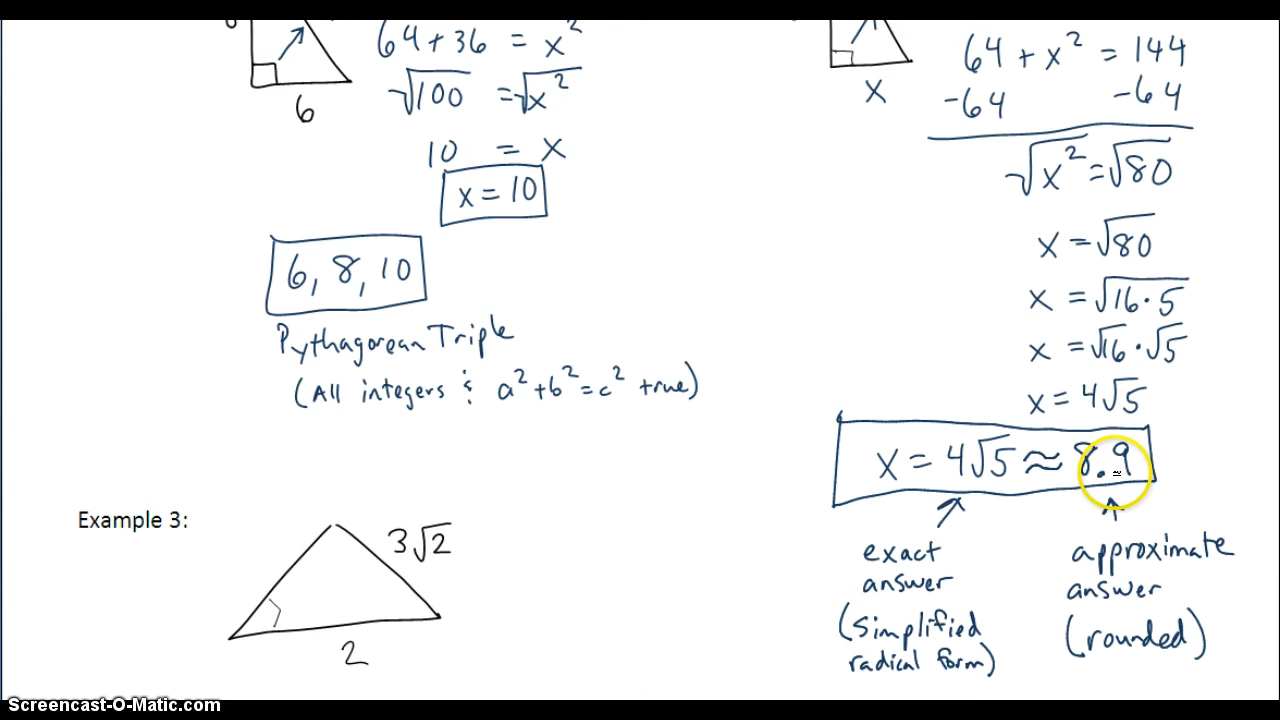 64 + 36 = x²
√100 = √x²
6
10 = x
x = 10
6, 8, 10
Pythagorean Triple
(All integers & a² + b² = c² true)
Example 3:
3√2
2
64 + x² = 144
x
-64 -64
√x² = √80
x = √80
x = √16·5
x = √16·√5
x = 4√5
x = 4√5 ≈ 8.9
exact
answer
(simplified
radical form)
approximate
answer
(rounded)
Screencast-O-Matic.com